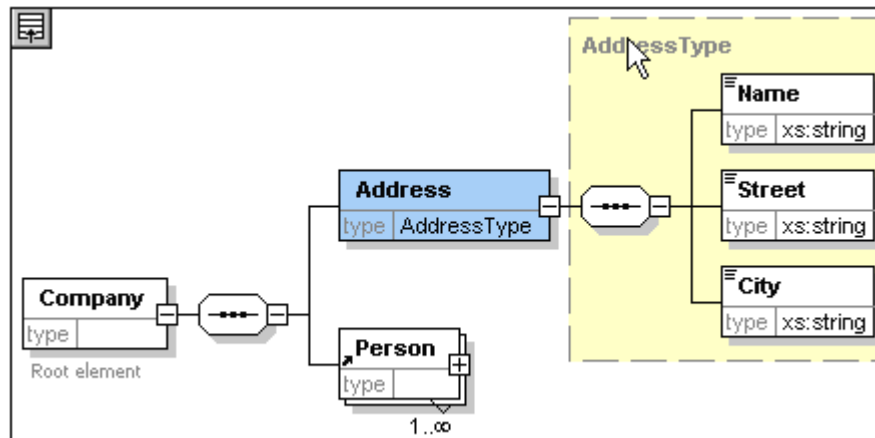 AddressType
Name
type xs:string
Address
type AddressType
Street
type xs:string
Company
type
Root element
City
type xs:string
Person
type
1..∞